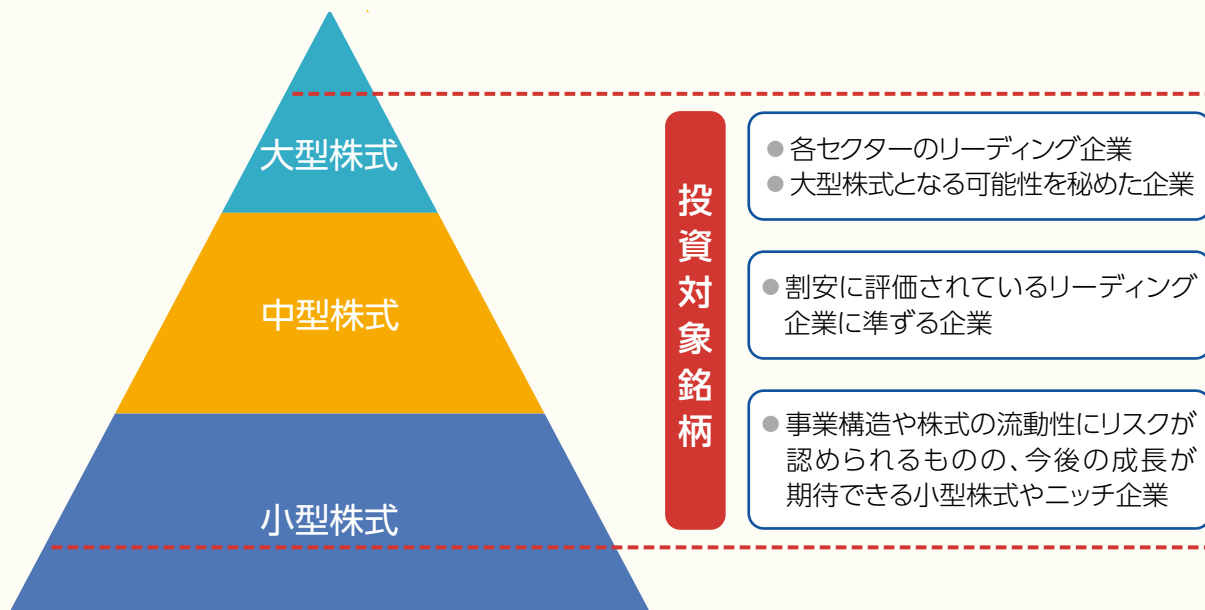 大型株式
中型株式
小型株式
投資対象銘柄
● 各セクターのリーディング企業
● 大型株式となる可能性を秘めた企業
● 割安に評価されているリーディング
企業に準ずる企業
● 事業構造や株式の流動性にリスクが
認められるものの、今後の成長が
期待できる小型株式やニッチ企業